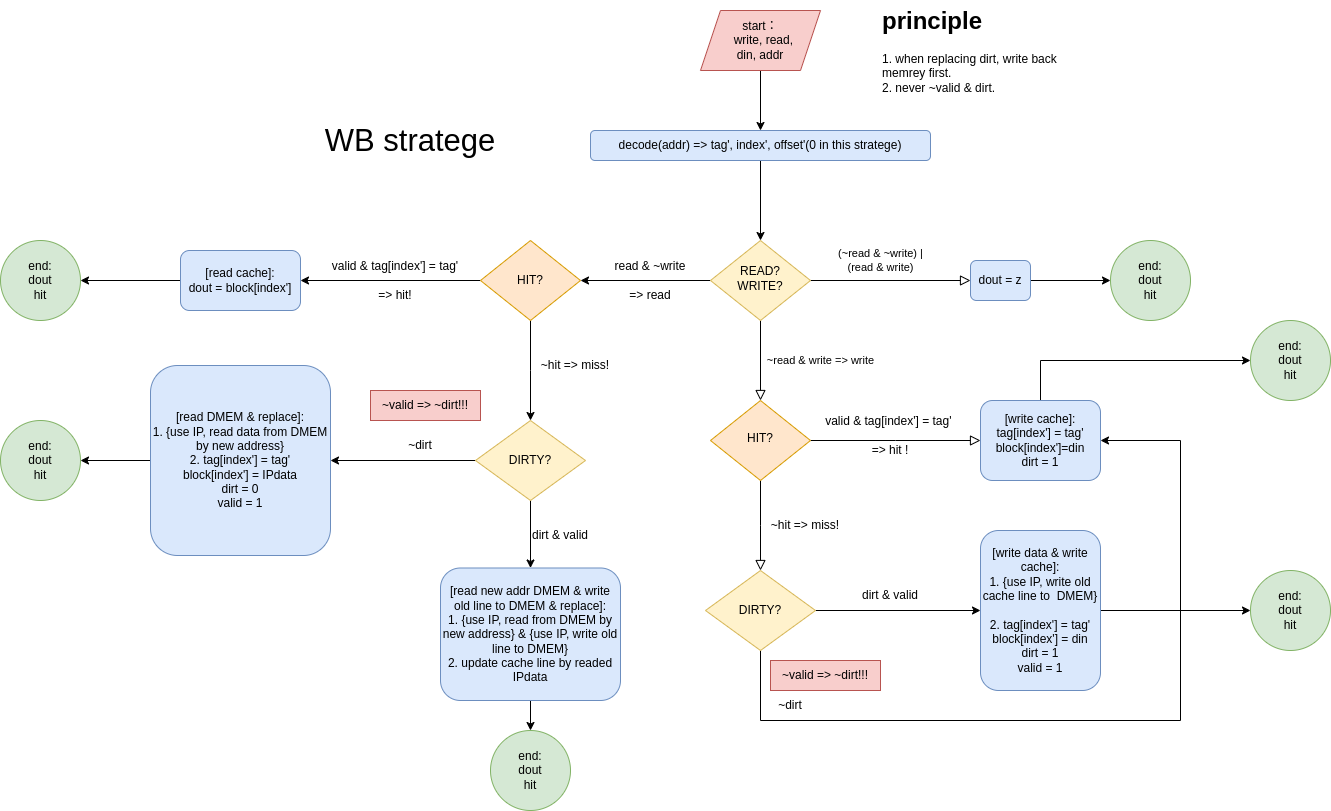 start：
write, read,
din, addr
principle
1. when replacing dirt, write back
memrey first.
2. never ~valid & dirt.
WB stratege
decode(addr) => tag', index', offset'(0 in this stratege)
end:
dout
hit
[read cache]:
dout = block[index']
valid & tag[index'] = tag'
=> hit!
HIT?
read & ~write
=> read
READ?
WRITE?
(~read & ~write) |
(read & write)
dout = z
end:
dout
hit
~hit => miss!
~read & write => write
end:
dout
hit
~valid => ~dirt!!!
[read DMEM & replace]:
1. {use IP, read data from DMEM
by new address}
2. tag[index'] = tag'
block[index'] = IPdata
dirt = 0
valid = 1
end:
dout
hit
~dirt
DIRTY?
HIT?
valid & tag[index'] = tag'
=> hit !
[write cache]:
tag[index'] = tag'
block[index']=din
dirt = 1
dirt & valid
~hit => miss!
[read new addr DMEM & write
old line to DMEM & replace]:
1. {use IP, read from DMEM by
new address} & {use IP, write old
line to DMEM}
2. update cache line by readed
IPdata
DIRTY?
dirt & valid
[write data & write
cache]:
1. {use IP, write old
cache line to  DMEM}
2. tag[index'] = tag'
block[index'] = din
dirt = 1
valid = 1
end:
dout
hit
~valid => ~dirt!!!
~dirt
end:
dout
hit